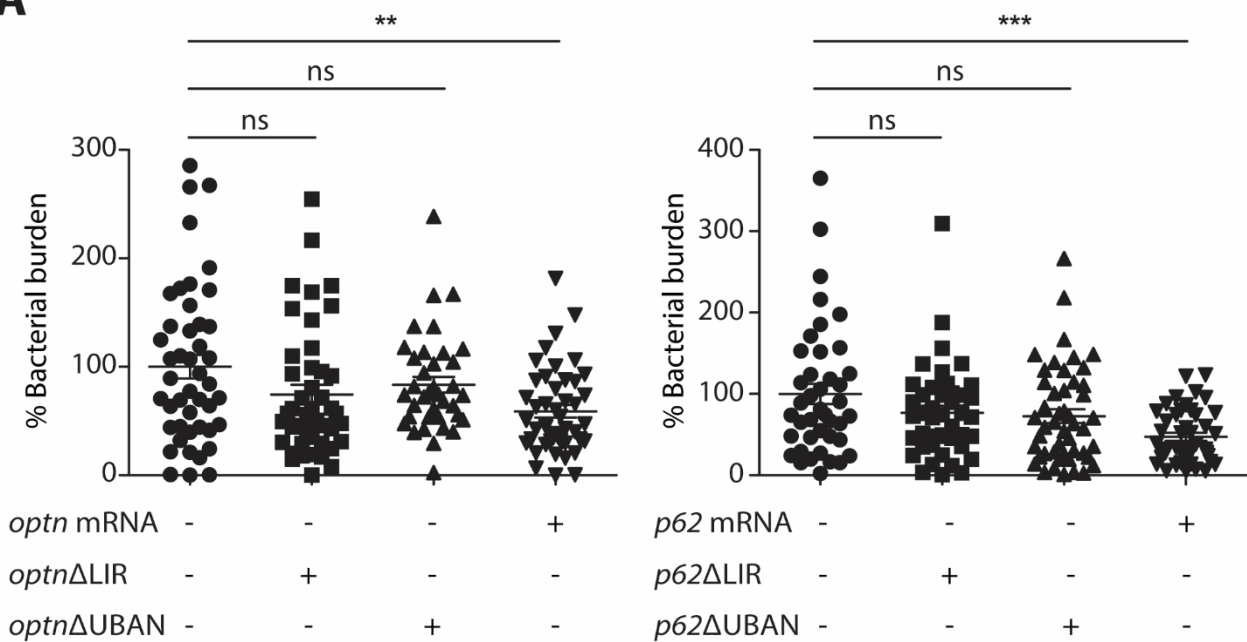 A
** ***
ns ns
ns ns
300 400
300
200
200
100
100
0 0
% Bacterial burden % Bacterial burden
optn mRNA - - - + p62 mRNA - - - +
optnΔLIR - + - - p62ΔLIR - + - -
optnΔUBAN - - + - p62ΔUBAN - - + -